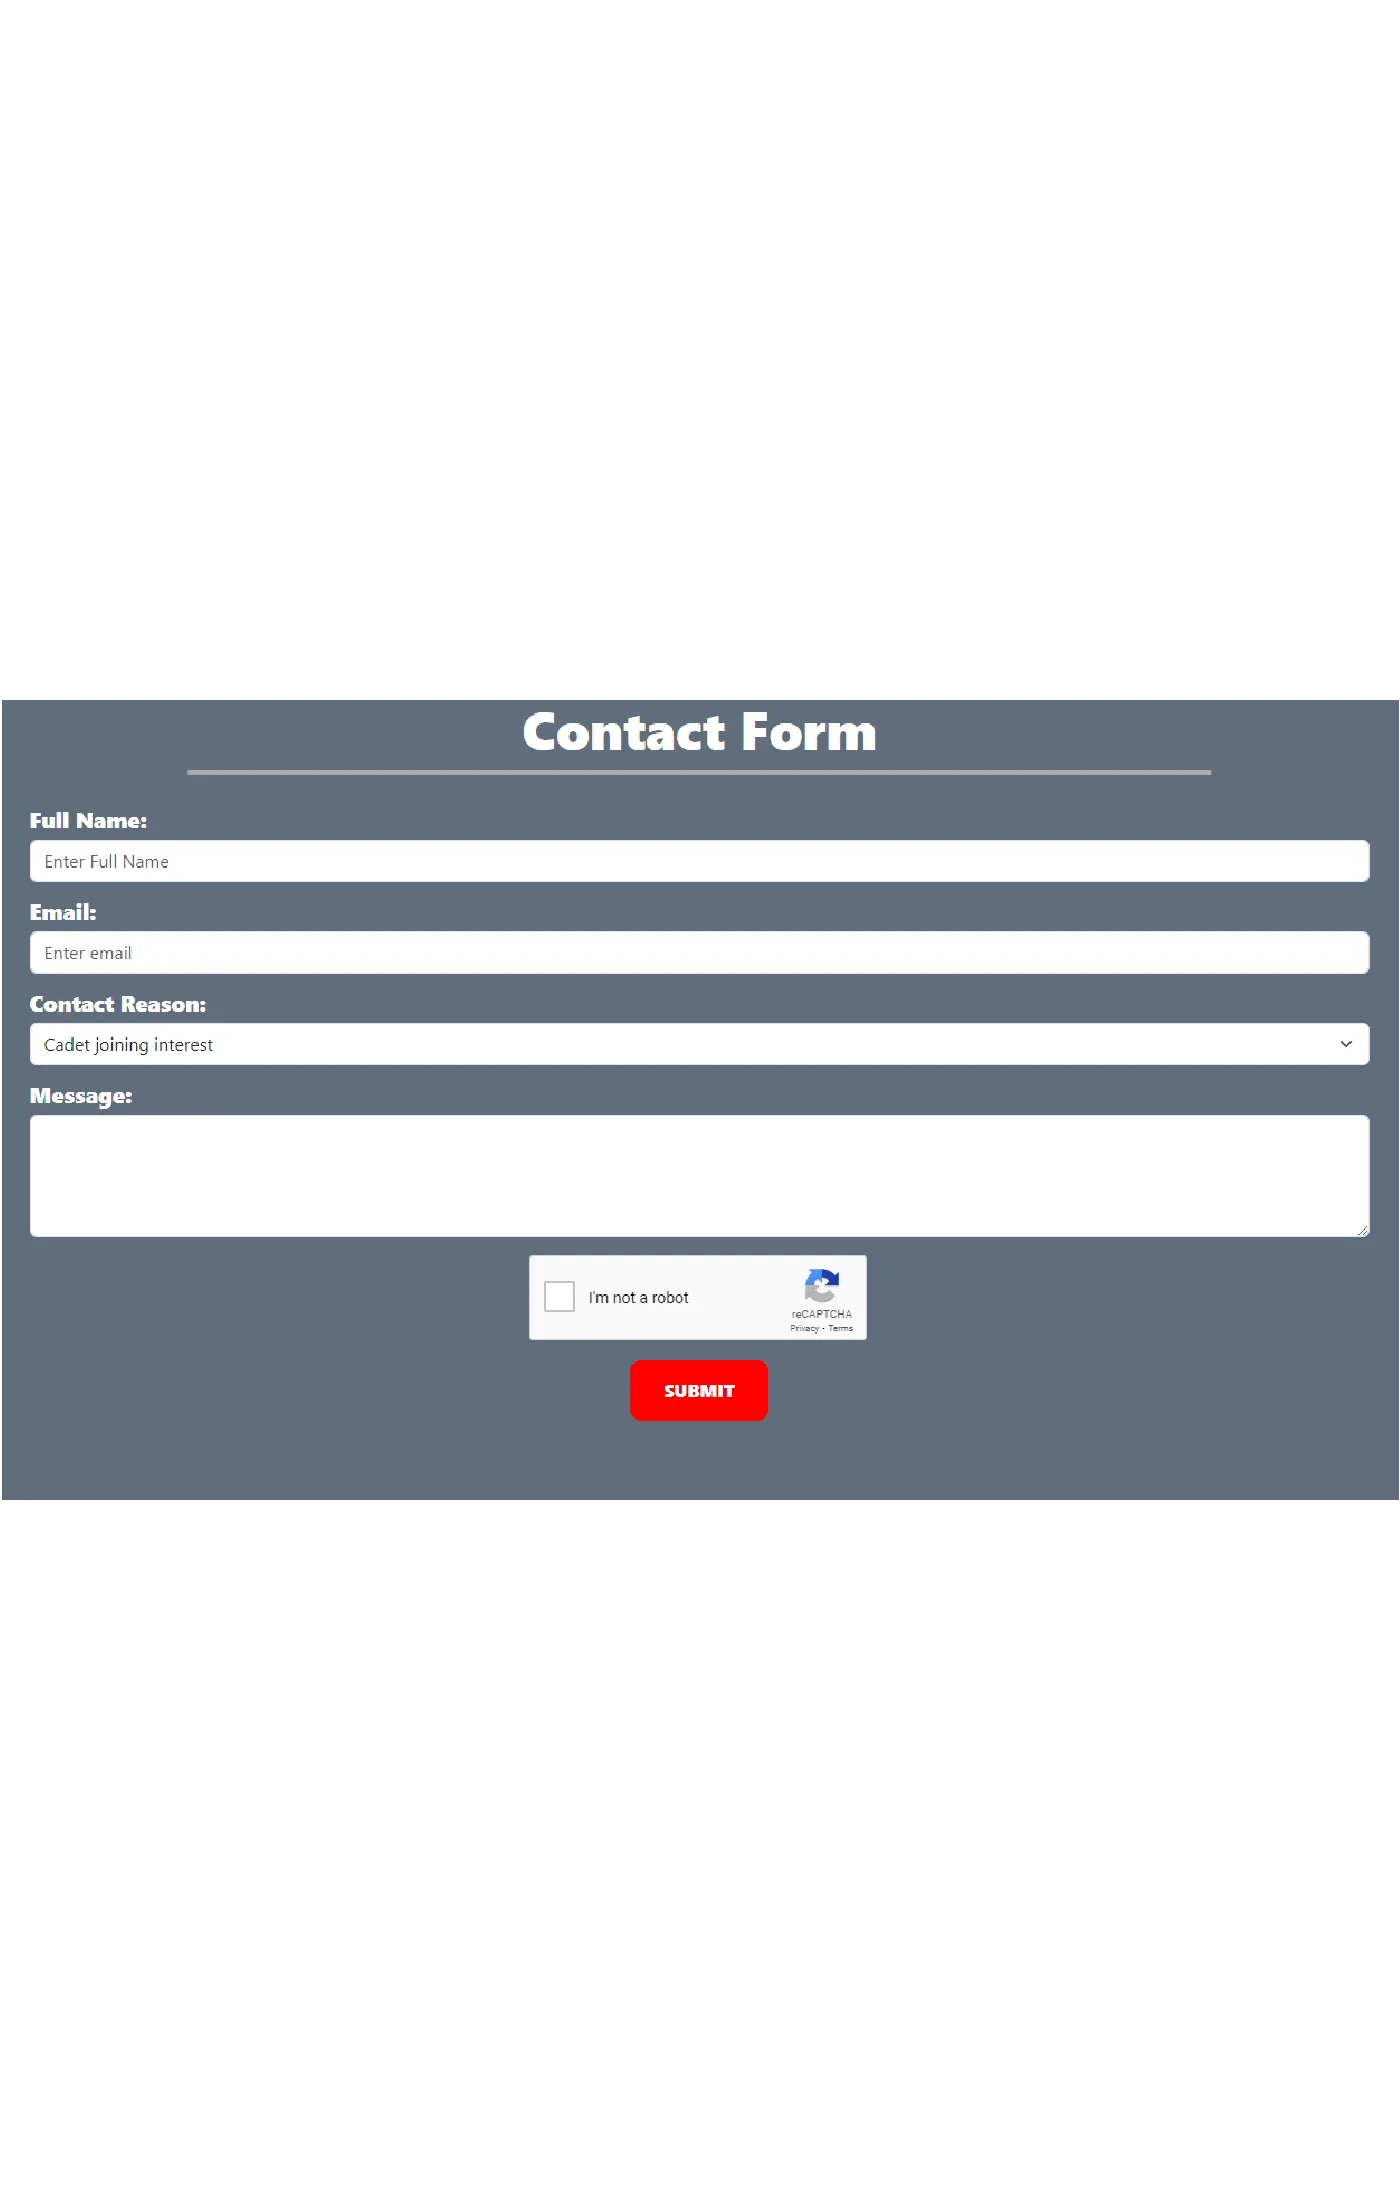 Contact Form
Full Name:
Enter Full Name
Email:
Enter email
Contact Reason:
Cadet joining interest
Message:
I'm not a robot
reCAPTCHA
Privacy - Terms
SUBMIT